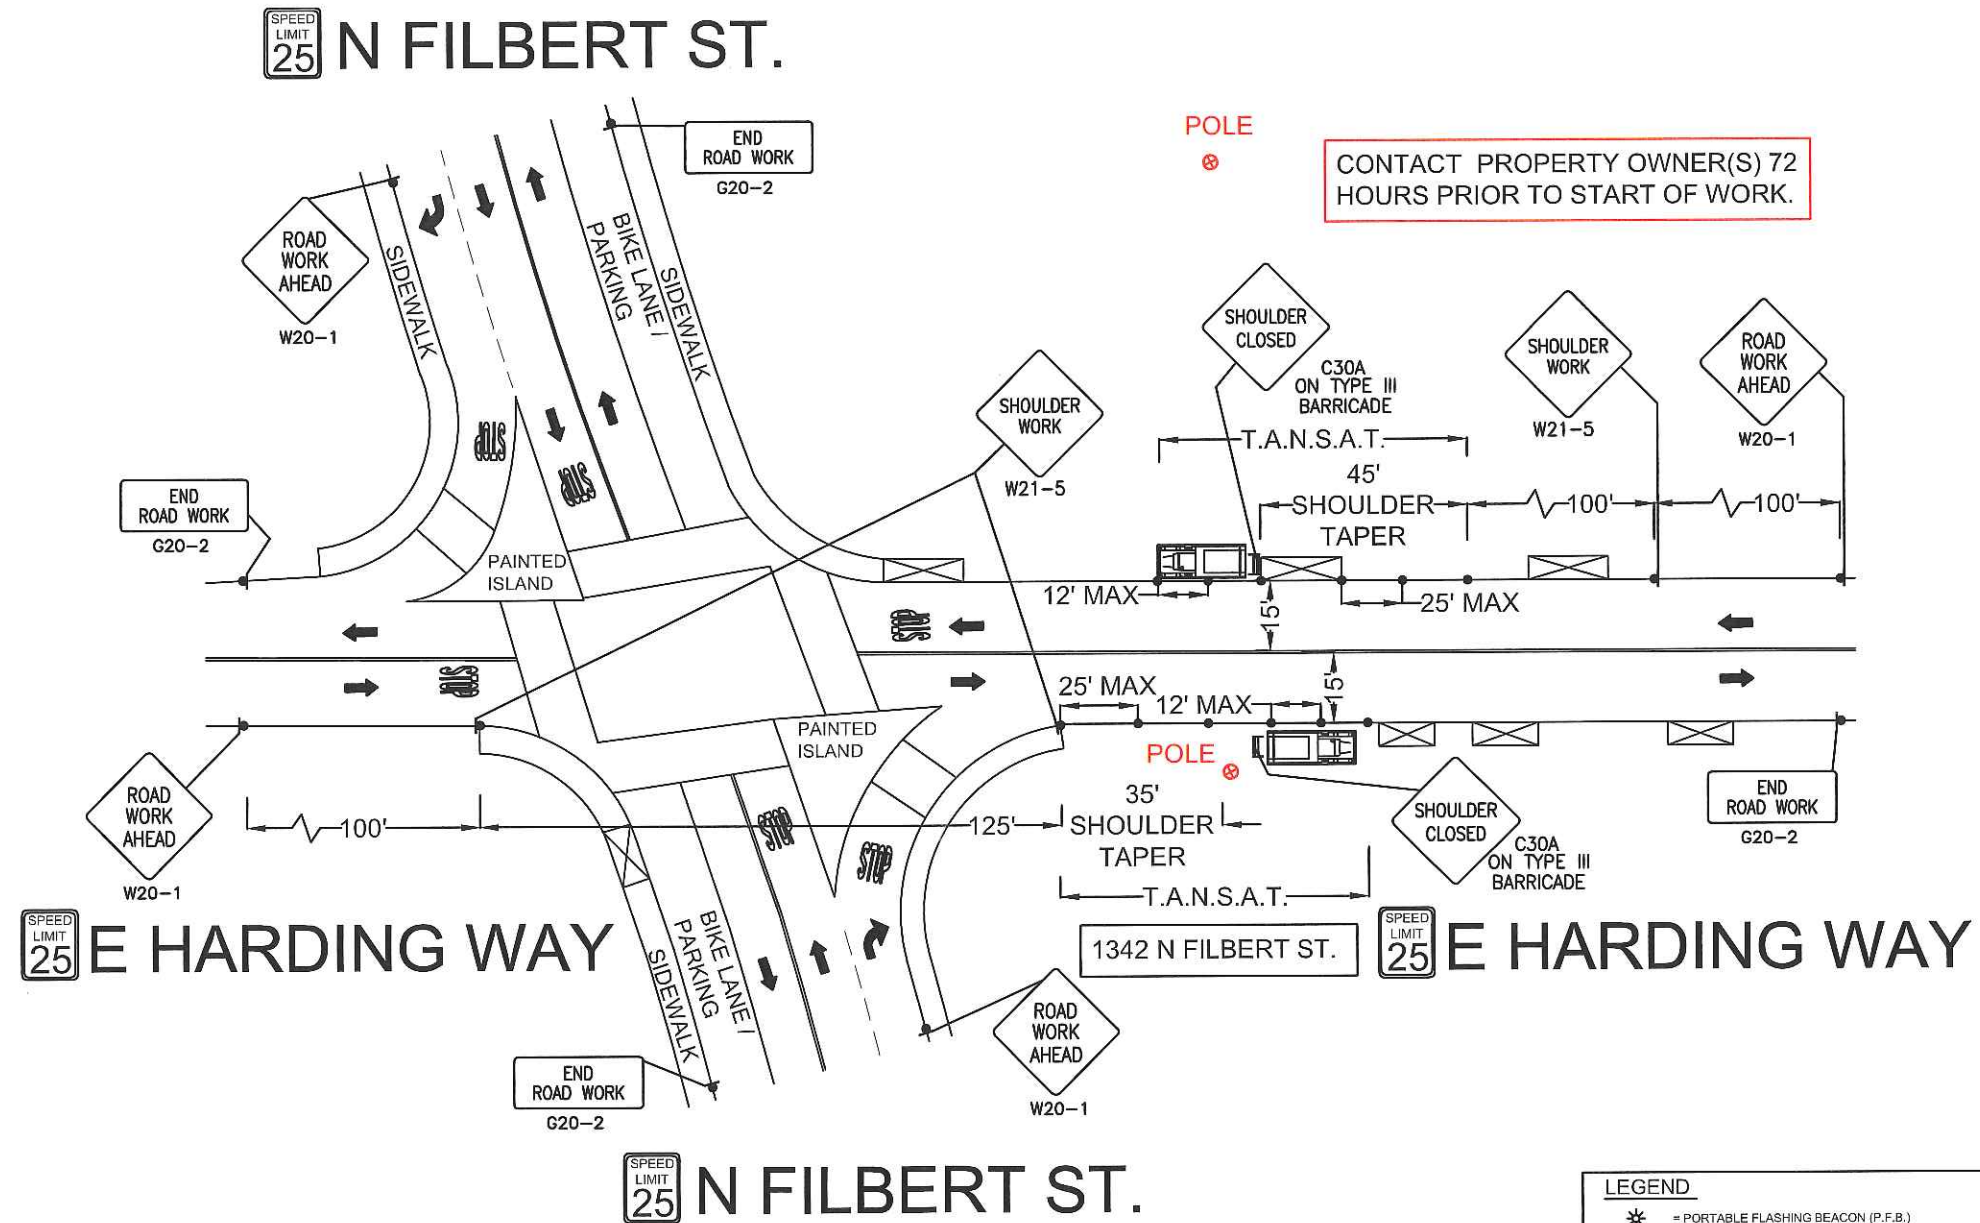 SPEED
LIMIT
25
N FILBERT ST.
END
ROAD WORK
G20-2
POLE
CONTACT PROPERTY OWNER(S) 72
HOURS PRIOR TO START OF WORK.
ROAD
WORK
AHEAD
W20-1
SIDEWALK
BIKE LANE /
PARKING
SIDEWALK
SHOULDER
CLOSED
C30A
ON TYPE III
BARRICADE
SHOULDER
WORK
W21-5
ROAD
WORK
AHEAD
W20-1
SHOULDER
WORK
W21-5
T.A.N.S.A.T.
45'
SHOULDER
TAPER
100'
100'
STOP
STOP
END
ROAD WORK
G20-2
PAINTED
ISLAND
12' MAX
15'
25' MAX
STOP
STOP
25' MAX
12' MAX
15'
PAINTED
ISLAND
POLE
ROAD
WORK
AHEAD
W20-1
100'
125'
35'
SHOULDER
TAPER
STOP
STOP
SHOULDER
CLOSED
C30A
ON TYPE III
BARRICADE
END
ROAD WORK
G20-2
T.A.N.S.A.T.
SPEED
LIMIT
25
E HARDING WAY
BIKE LANE /
PARKING
SIDEWALK
1342 N FILBERT ST.
SPEED
LIMIT
25
E HARDING WAY
ROAD
WORK
AHEAD
W20-1
END
ROAD WORK
G20-2
SPEED
LIMIT
25
N FILBERT ST.
LEGEND
= PORTABLE FLASHING BEACON (P.F.B.)